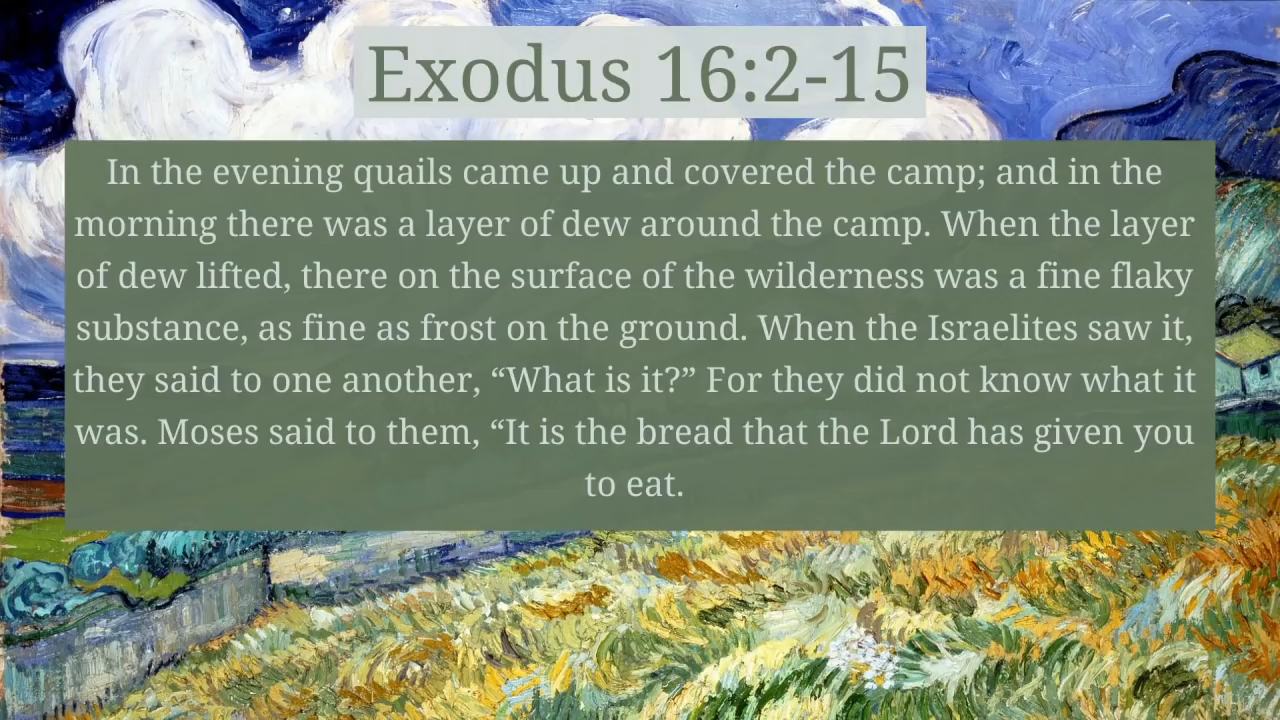 Exodus 16:2-15
In the evening quails came up and covered the camp; and in the
morning there was a layer of dew around the camp. When the layer
of dew lifted, there on the surface of the wilderness was a fine flaky
substance, as fine as frost on the ground. When the Israelites saw it,
they said to one another, “What is it?” For they did not know what it
was. Moses said to them, “It is the bread that the Lord has given you
to eat.